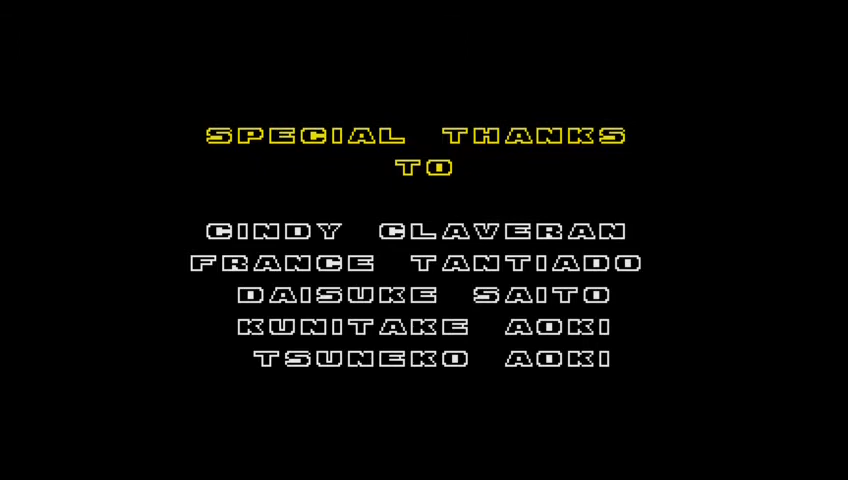 SPECIAL THANKS
TO
CINDY CLAVERAN
FRANCE TANTIADO
DAISUKE SAITO
KUNITAKE AOKI
TSUNEKO AOKI